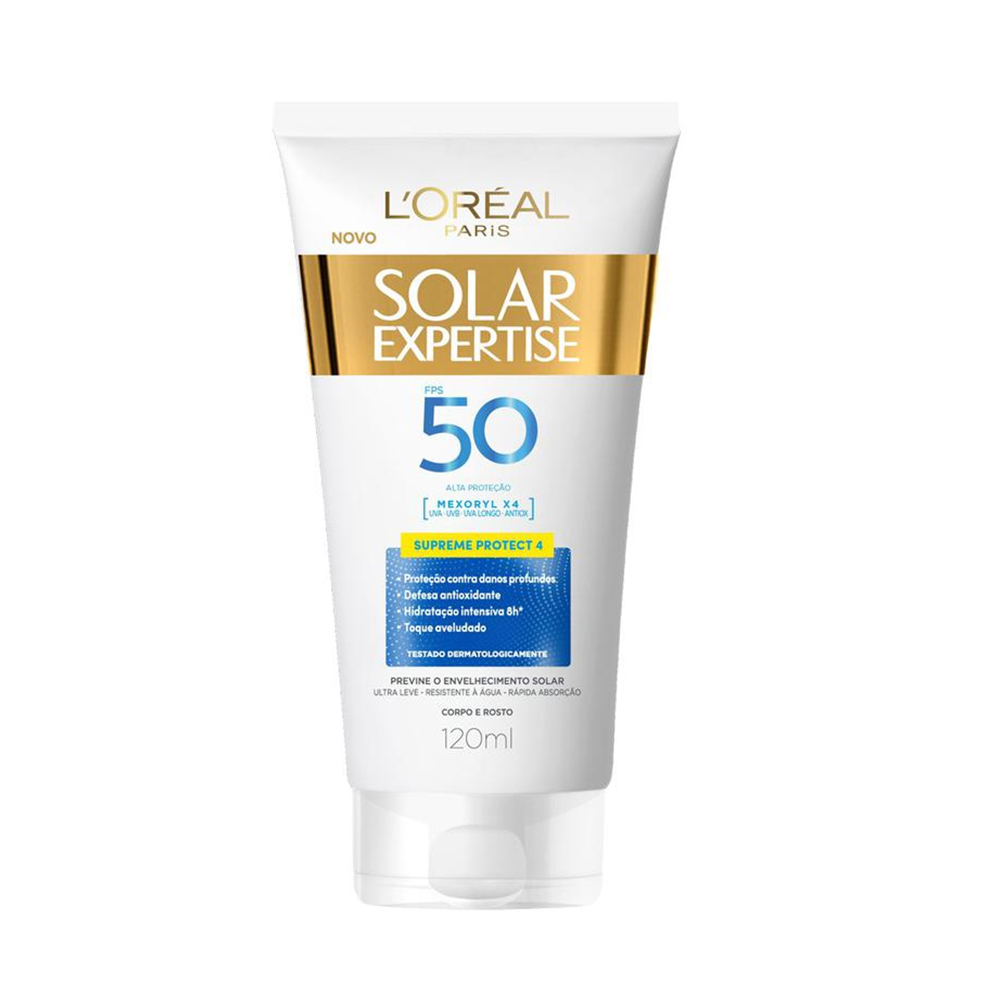 L'ORÉAL
PARiS
NOVO
SOLAR
EXPERTISE
FPS
50
ALTA PROTEÇÃO
MEXORYL X4
UVA · UVB · UVA LONGO · ANTIOX
SUPREME PROTECT 4
• Proteção contra danos profundos
• Defesa antioxidante
• Hidratação intensiva 8h*
• Toque aveludado
TESTADO DERMATOLOGICAMENTE
PREVINE O ENVELHECIMENTO SOLAR
ULTRA LEVE - RESISTENTE À ÁGUA - RÁPIDA ABSORÇÃO
CORPO E ROSTO
120ml